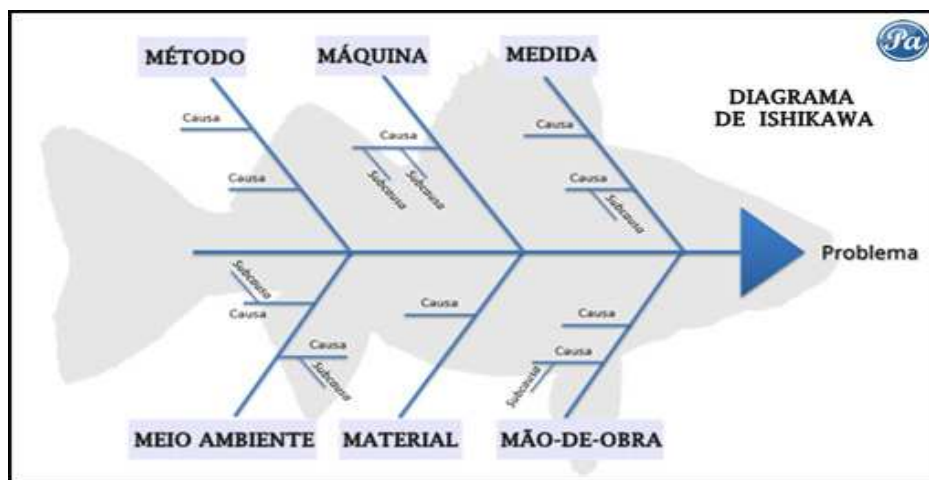 Pa
MÉTODO
MÁQUINA
MEDIDA
DIAGRAMA
DE ISHIKAWA
Causa
Causa
Causa
Subcausa
Subcausa
Causa
Causa
Subcausa
Problema
Subcausa
Causa
Causa
Subcausa
Causa
Causa
Causa
Subcausa
MEIO AMBIENTE
MATERIAL
MÃO-DE-OBRA